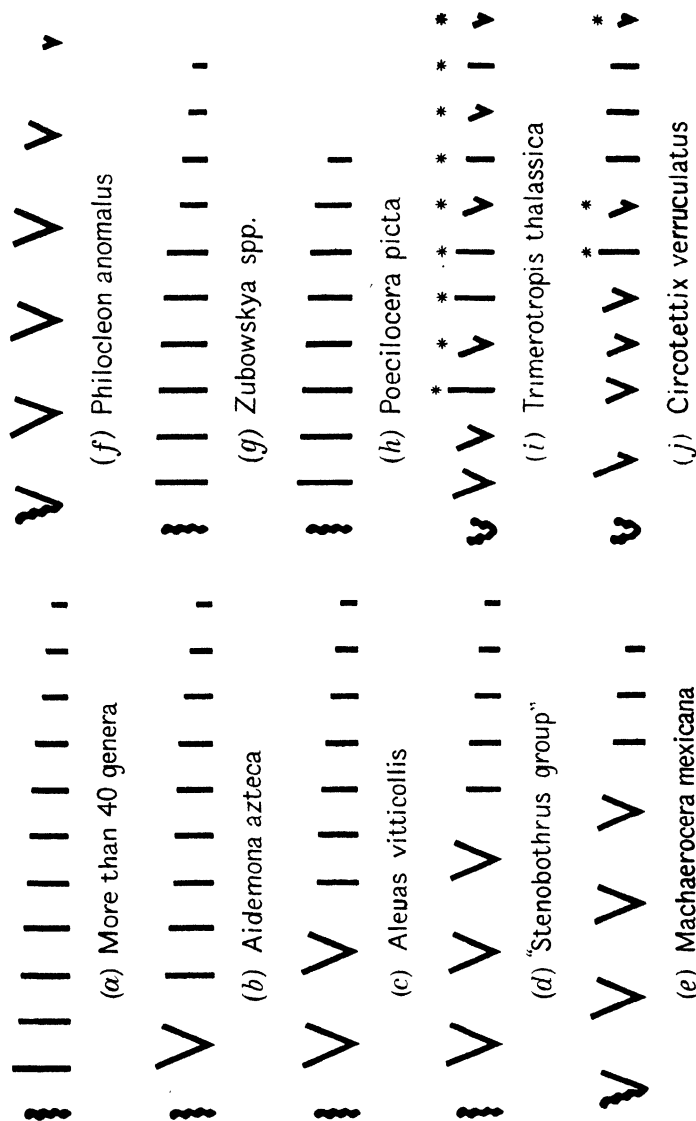 (a) More than 40 genera
(b) Aidemona azteca
(c) Aleuas vitticollis
(d) "Stenobothrus group"
(e) Machaerocera mexicana
(f) Philocleon anomalus
(g) Zubowskya spp.
(h) Poecilocera picta
(i) Trimerotropis thalassica
(j) Circotettix verruculatus